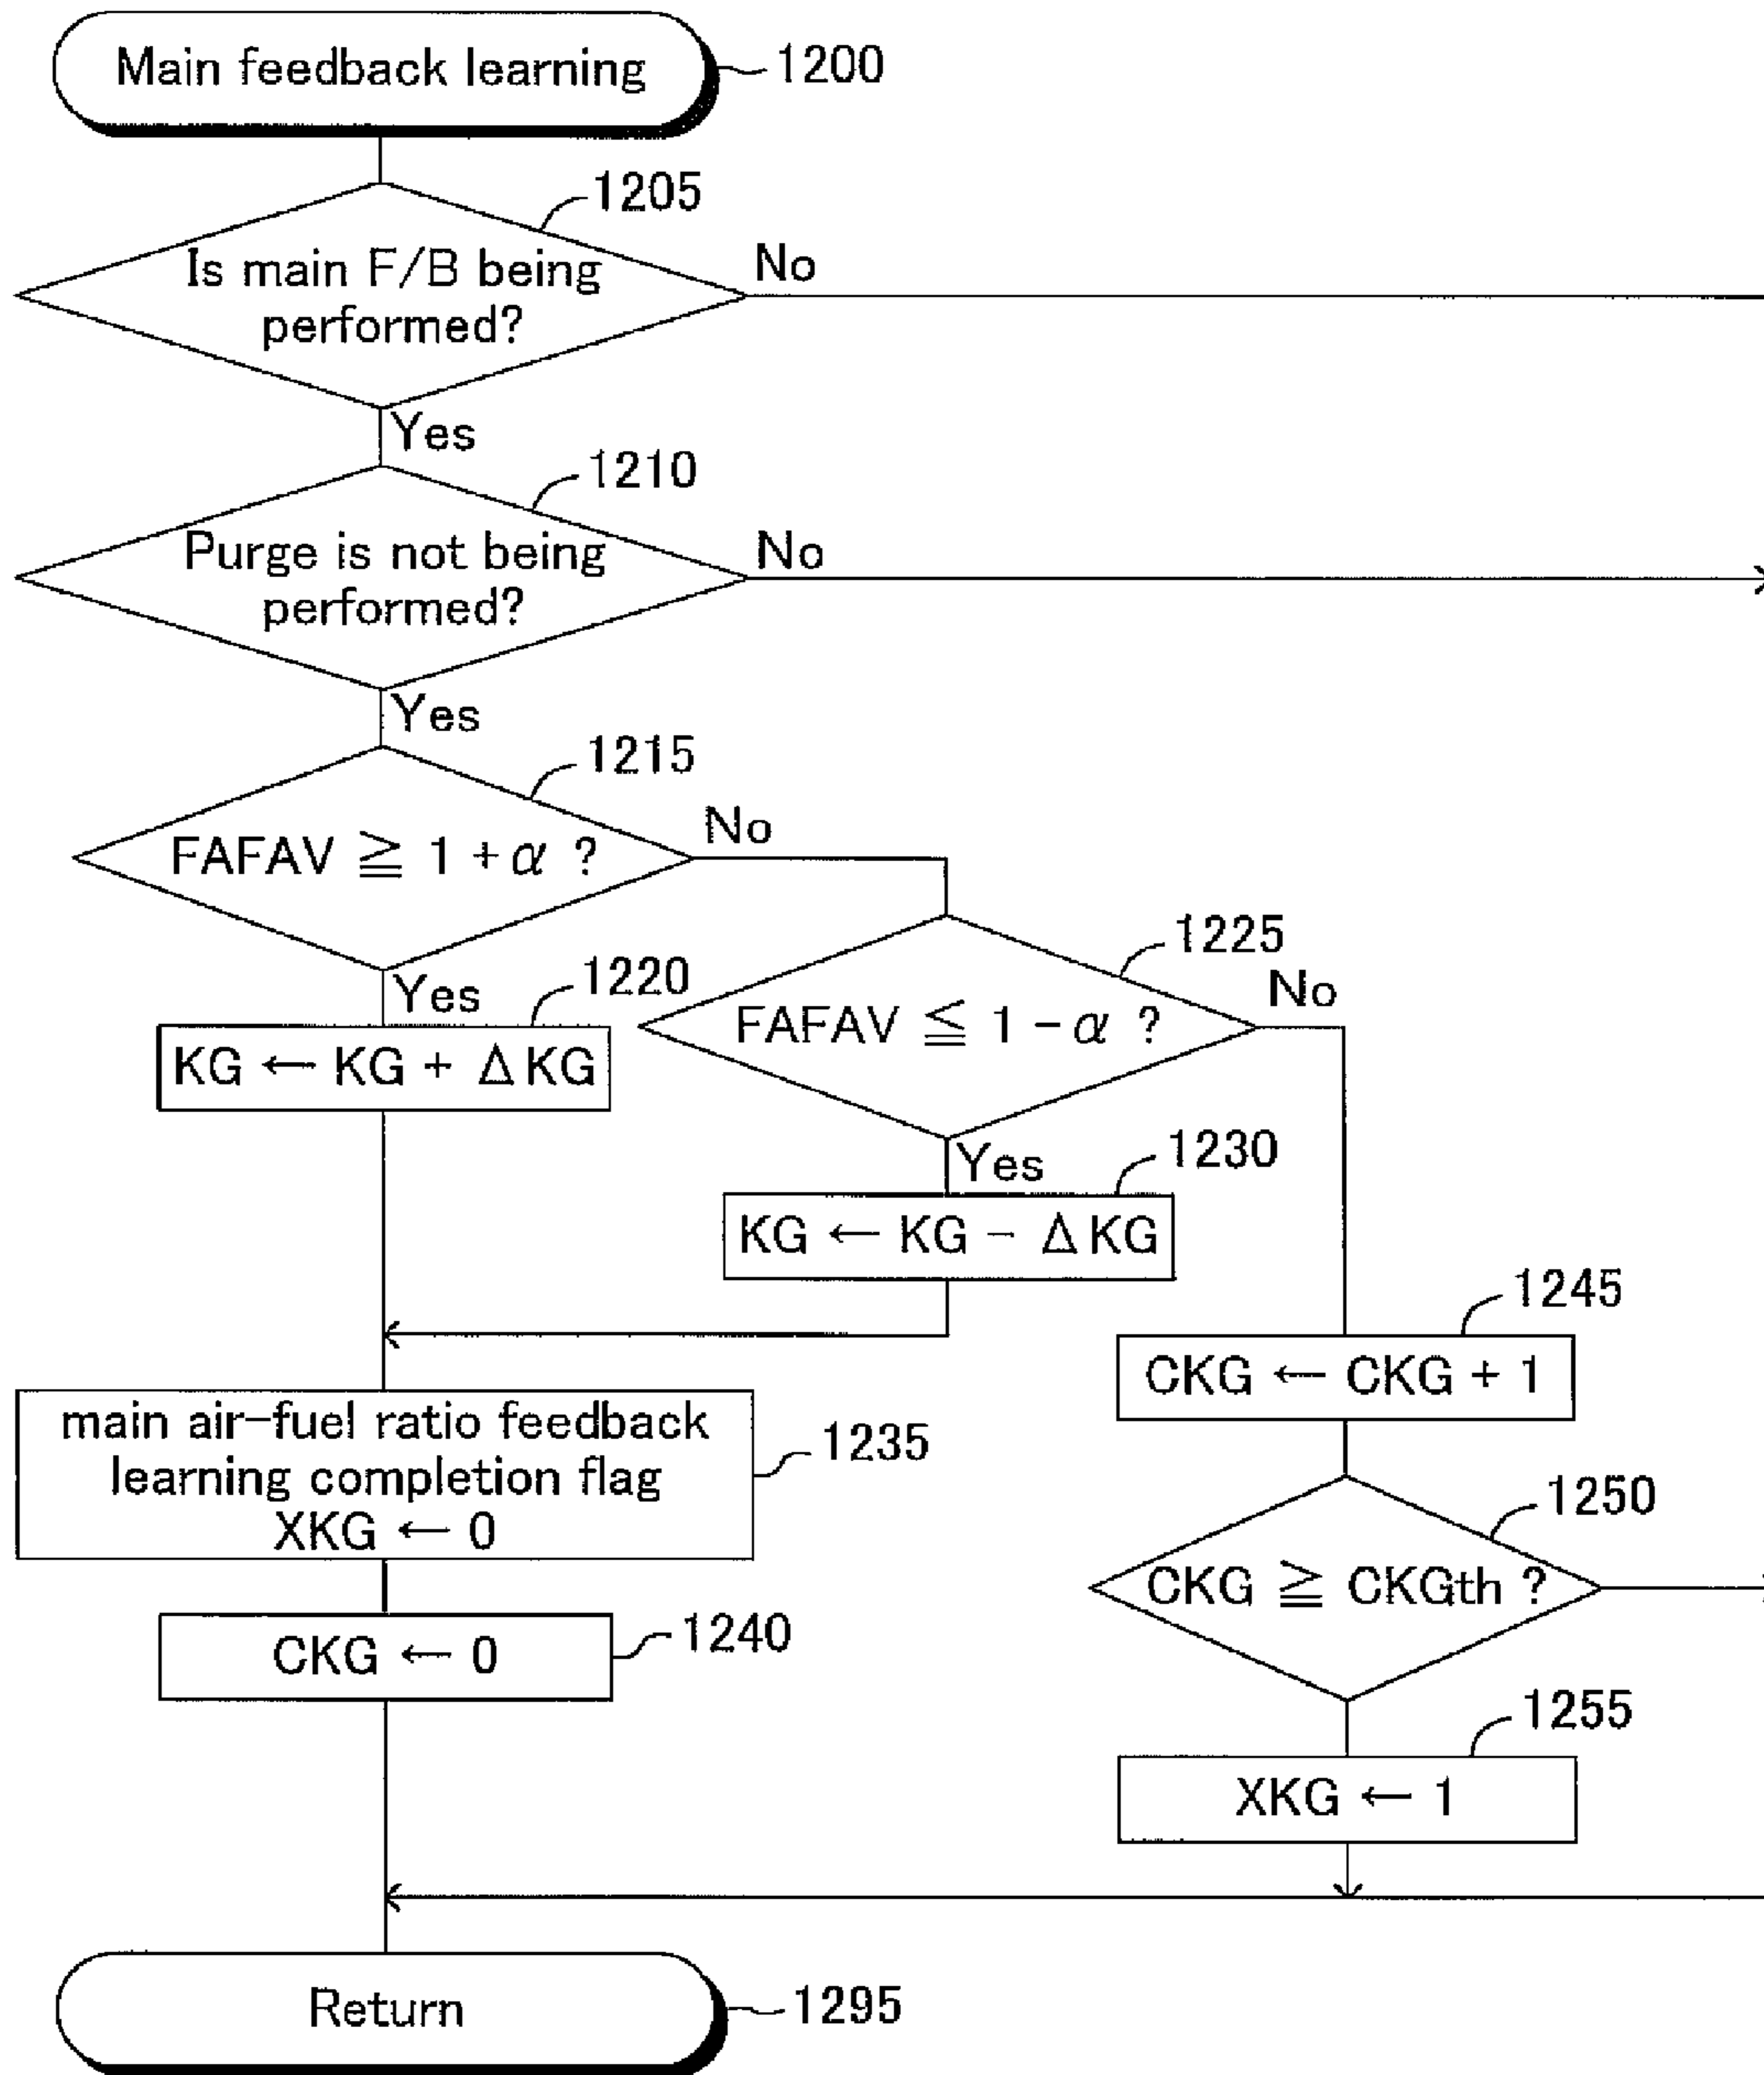 Main feedback learning
1200
1205
Is main F/B being
performed?
No
Yes
1210
Purge is not being
performed?
No
Yes
1215
FAFAV ≧ 1 + α ?
No
Yes
1220
KG ← KG + ΔKG
1225
FAFAV ≦ 1 - α ?
No
Yes
1230
KG ← KG - ΔKG
1235
main air-fuel ratio feedback
learning completion flag
XKG ← 0
1240
CKG ← 0
1245
CKG ← CKG + 1
1250
CKG ≧ CKGth ?
1255
XKG ← 1
Return
1295